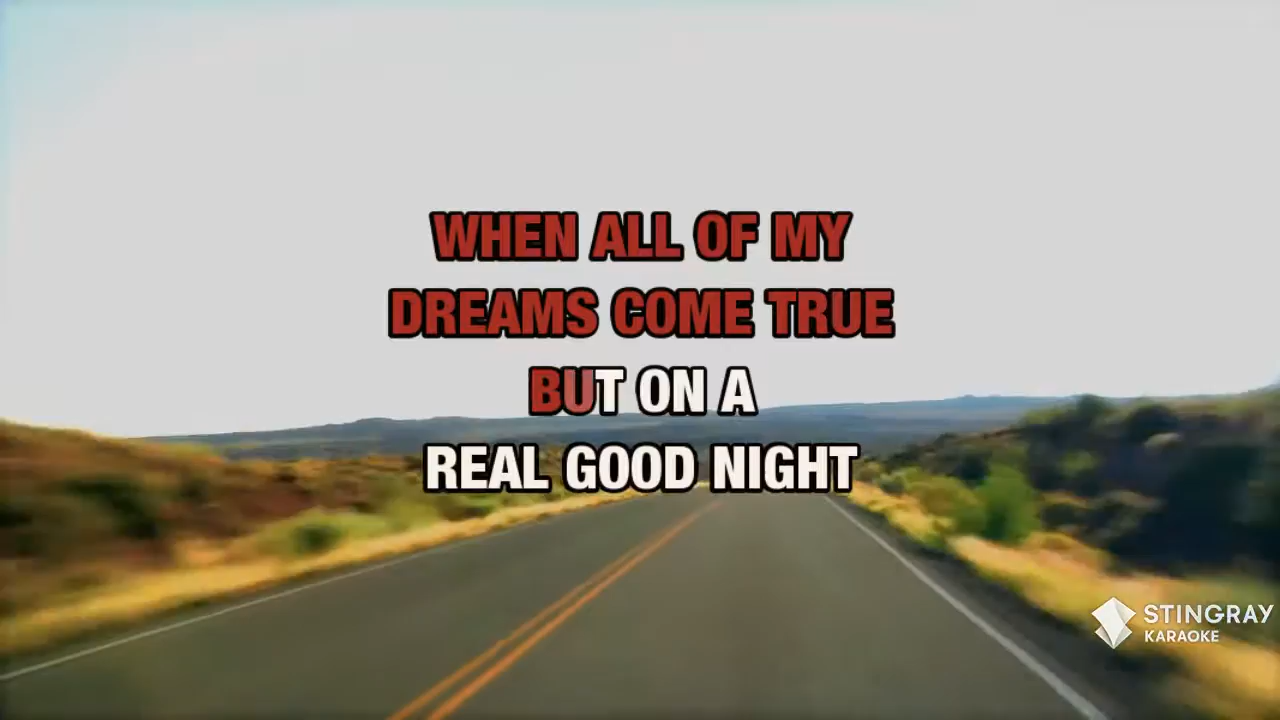 WHEN ALL OF MY
DREAMS COME TRUE
BUT ON A
REAL GOOD NIGHT
STINGRAY
KARAOKE